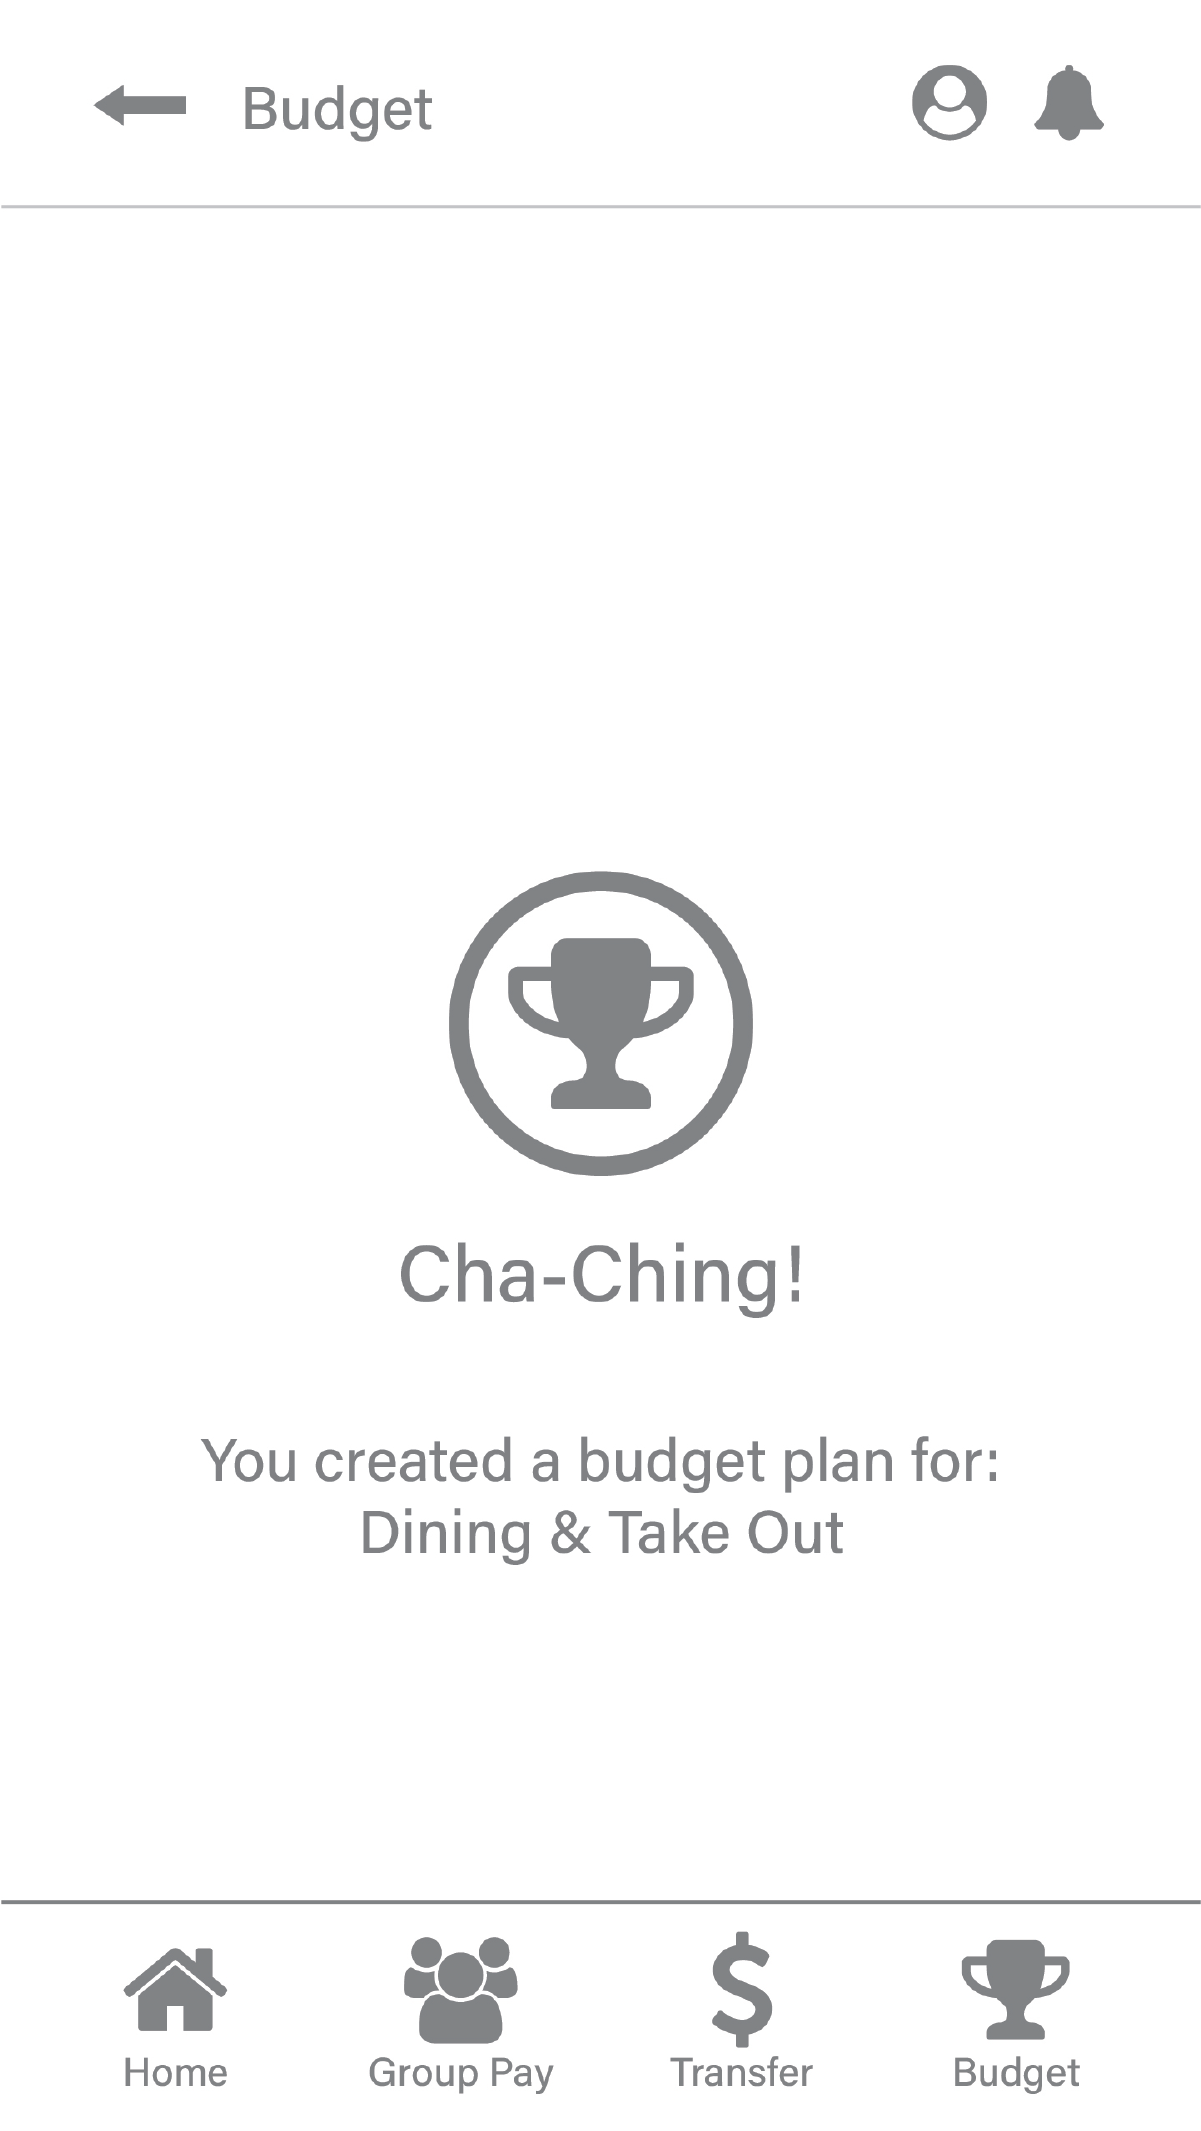 Budget
Cha-Ching!
You created a budget plan for:
Dining & Take Out
Home
Group Pay
Transfer
Budget